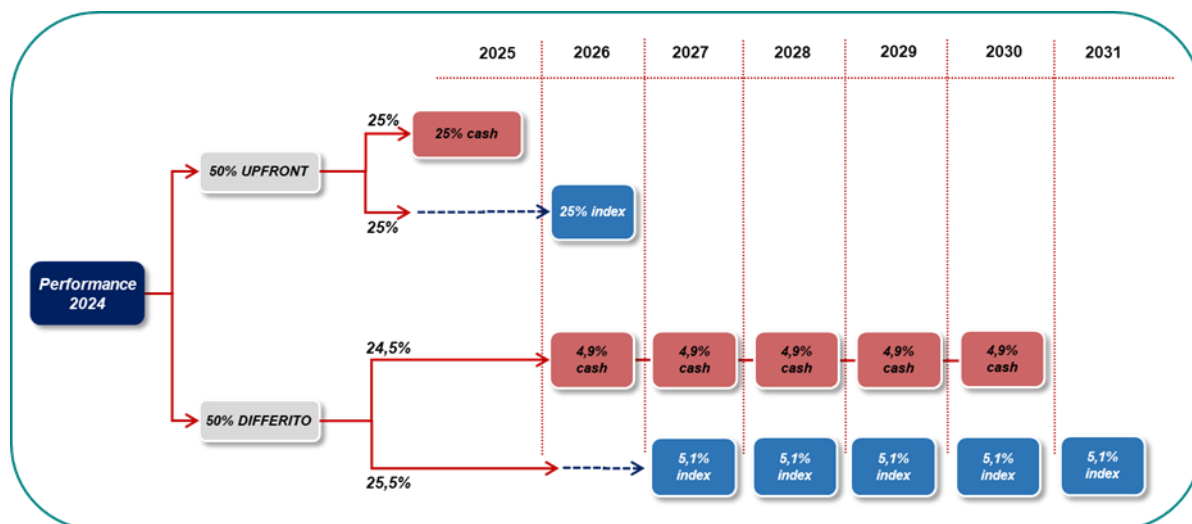 2025 2026 2027 2028 2029 2030 2031
25%
25% cash
50% UPFRONT
25% index
25%
Performance
2024
24,5%
4,9% 4,9% 4,9% 4,9% 4,9%
cash cash cash cash cash
50% DIFFERITO
5,1% 5,1% 5,1% 5,1% 5,1%
index index index index index
25,5%